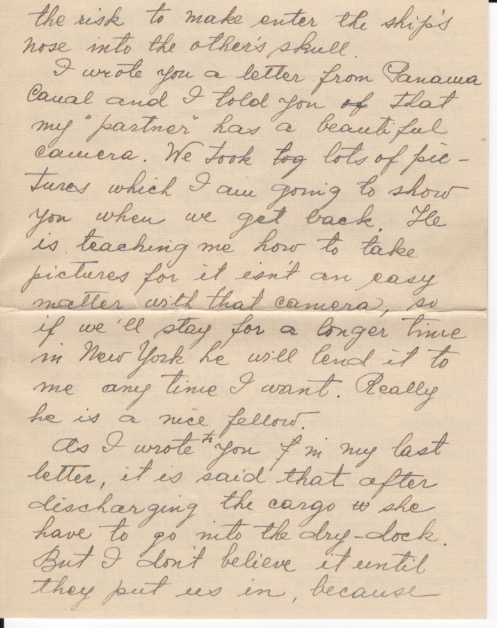 the risk to make enter the ship's
nose into the other's skull.
I wrote you a letter from Panama
Canal and I told you of that
my "partner" has a beautiful
camera. We took log lots of pic-
tures which I am going to show
you when we get back. He
is teaching me how to take
pictures for it isn't an easy
matter with that camera, so
if we'll stay for a longer time
in New York he will lend it to
me any time I want. Really
he is a nice fellow.
As I wrote to you f in my last
letter, it is said that after
discharging the cargo w she
have to go into the dry-dock.
But I don't believe it until
they put us in, because